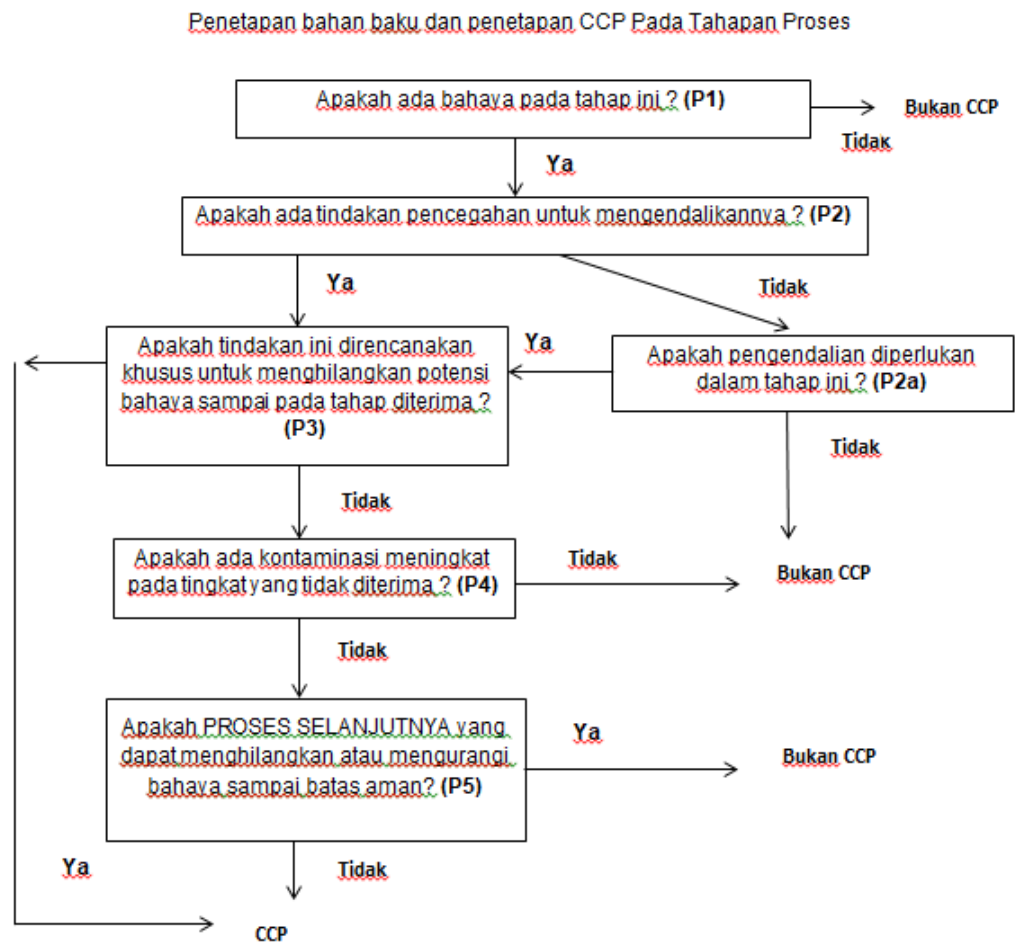 Penetapan bahan baku dan penetapan CCP Pada Tahapan Proses
Apakah ada bahaya pada tahap ini ? (P1)
Bukan CCP
Tidak
Ya
Apakah ada tindakan pencegahan untuk mengendalikannya ? (P2)
Ya
Tidak
Apakah tindakan ini direncanakan
khusus untuk menghilangkan potensi
bahaya sampai pada tahap diterima ?
(P3)
Ya
Apakah pengendalian diperlukan
dalam tahap ini ? (P2a)
Tidak
Tidak
Apakah ada kontaminasi meningkat
pada tingkat yang tidak diterima ? (P4)
Tidak
Bukan CCP
Tidak
Apakah PROSES SELANJUTNYA yang
dapat menghilangkan atau mengurangi
bahaya sampai batas aman? (P5)
Ya
Bukan CCP
Ya
Tidak
CCP